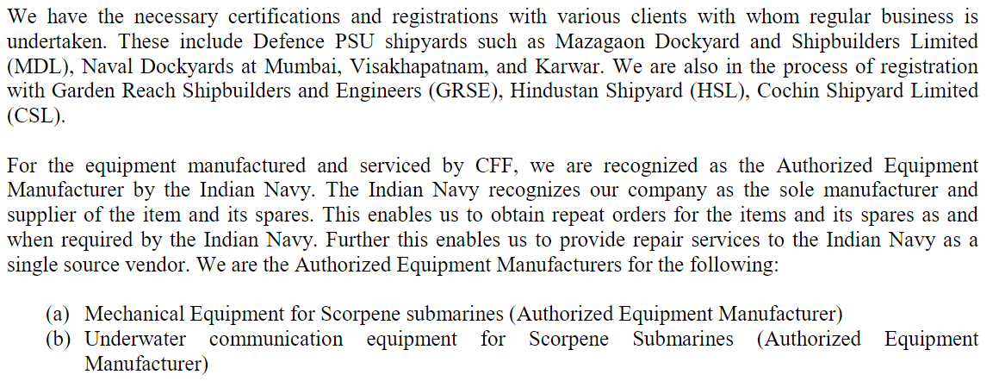 We have the necessary certifications and registrations with various clients with whom regular business is
undertaken. These include Defence PSU shipyards such as Mazagaon Dockyard and Shipbuilders Limited
(MDL), Naval Dockyards at Mumbai, Visakhapatnam, and Karwar. We are also in the process of registration
with Garden Reach Shipbuilders and Engineers (GRSE), Hindustan Shipyard (HSL), Cochin Shipyard Limited
(CSL).
For the equipment manufactured and serviced by CFF, we are recognized as the Authorized Equipment
Manufacturer by the Indian Navy. The Indian Navy recognizes our company as the sole manufacturer and
supplier of the item and its spares. This enables us to obtain repeat orders for the items and its spares as and
when required by the Indian Navy. Further this enables us to provide repair services to the Indian Navy as a
single source vendor. We are the Authorized Equipment Manufacturers for the following:
(a) Mechanical Equipment for Scorpene submarines (Authorized Equipment Manufacturer)
(b) Underwater communication equipment for Scorpene Submarines (Authorized Equipment
Manufacturer)